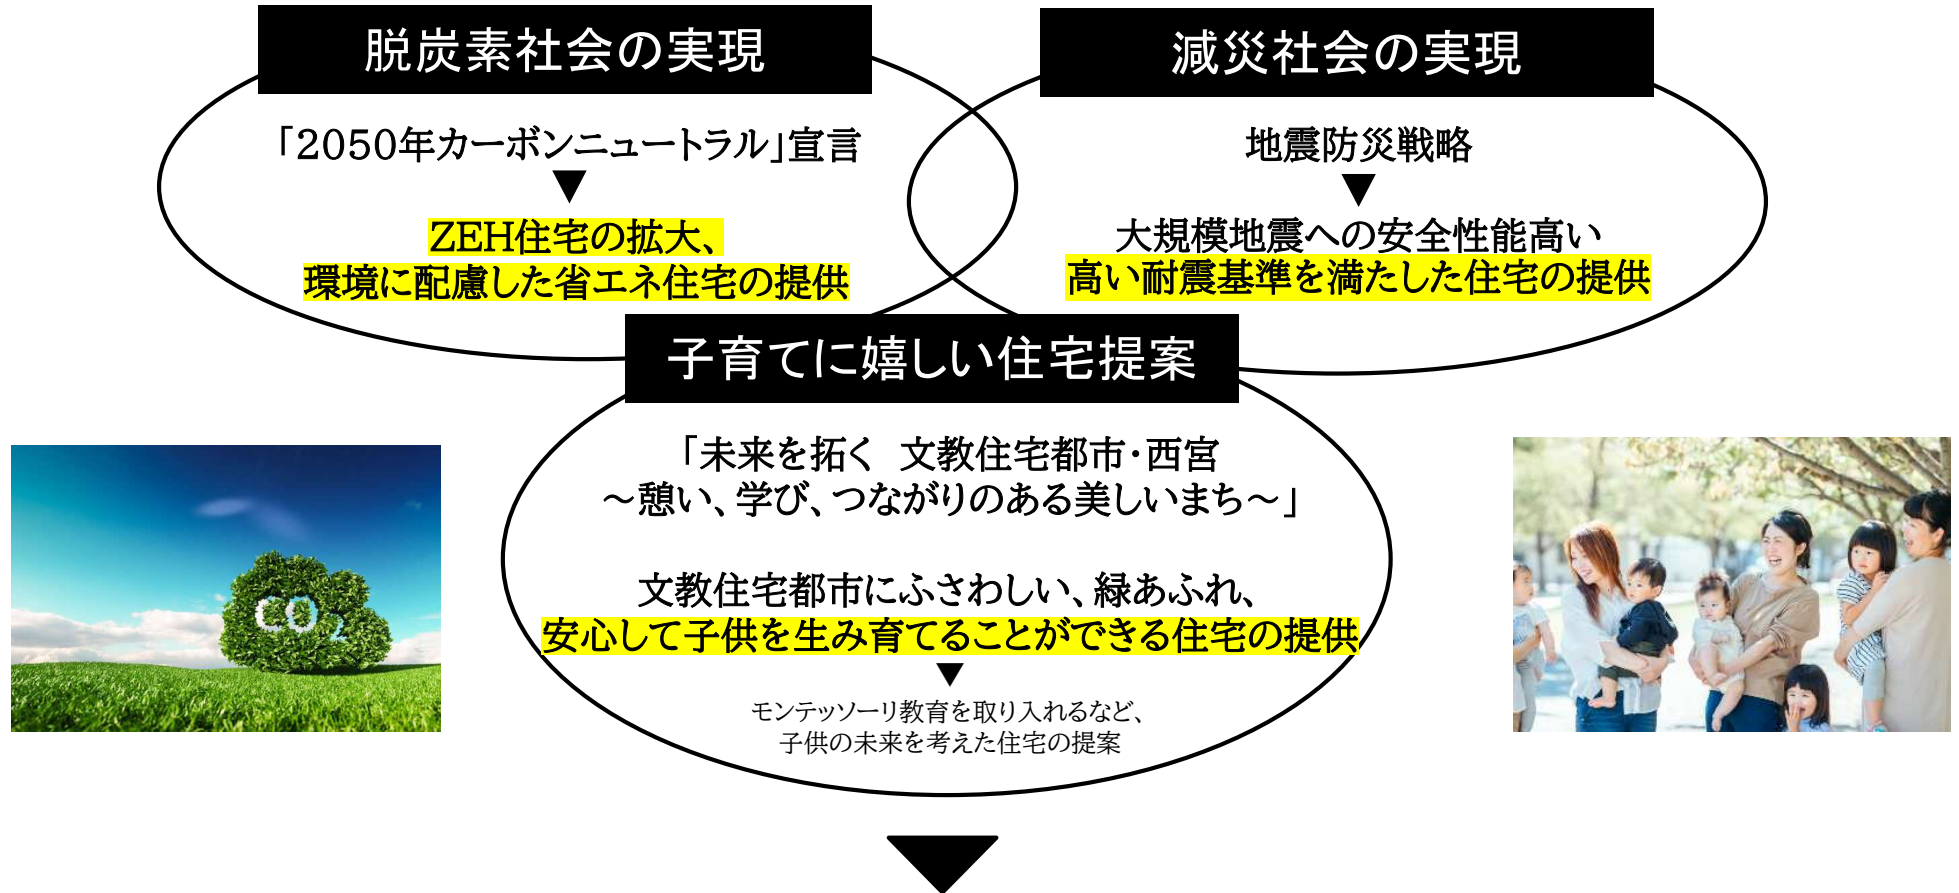 脱炭素社会の実現
「2050年カーボンニュートラル」宣言
▼
ZEH住宅の拡大、
環境に配慮した省エネ住宅の提供
減災社会の実現
地震防災戦略
▼
大規模地震への安全性能高い
高い耐震基準を満たした住宅の提供
子育てに嬉しい住宅提案
「未来を拓く　文教住宅都市・西宮
～憩い、学び、つながりのある美しいまち～」
文教住宅都市にふさわしい、緑あふれ、
安心して子供を生み育てることができる住宅の提供
▼
モンテッソーリ教育を取り入れるなど、
子供の未来を考えた住宅の提案
CO2